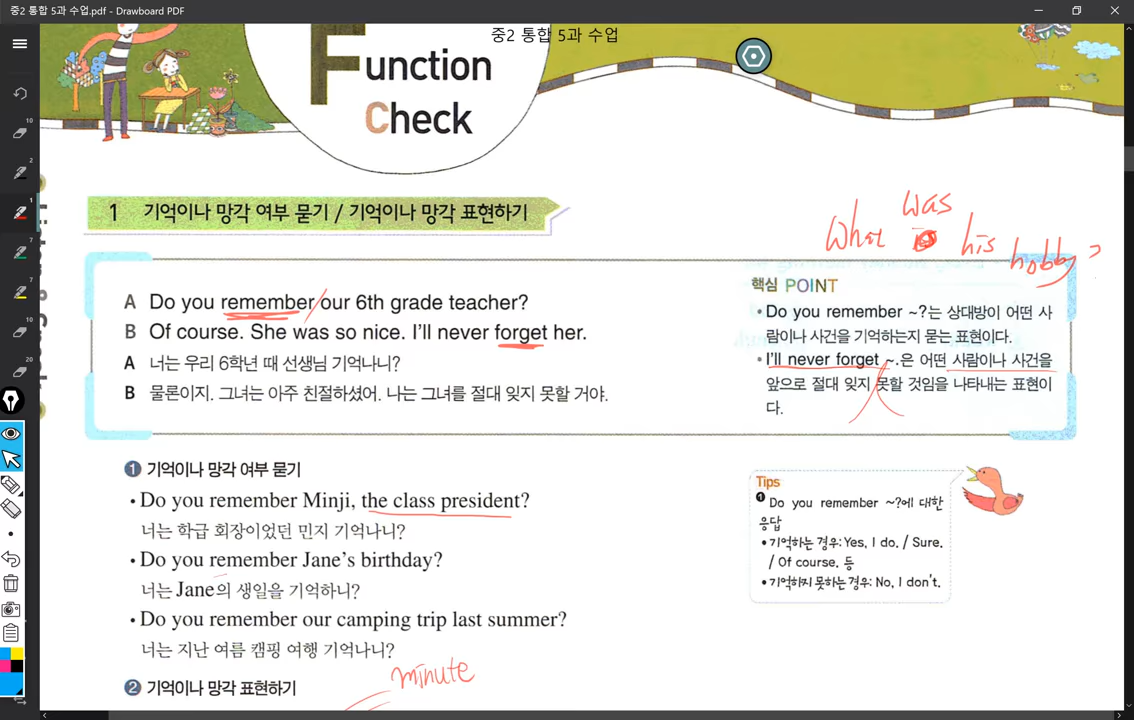 중2 통합 5과 수업.pdf - Drawboard PDF
중2 통합 5과 수업
Function
Check
1 기억이나 망각 여부 묻기 / 기억이나 망각 표현하기
What was his hobby?
A Do you remember our 6th grade teacher?
B Of course. She was so nice. I'll never forget her.
A 너는 우리 6학년 때 선생님 기억나니?
B 물론이지. 그녀는 아주 친절하셨어. 나는 그녀를 절대 잊지 못할 거야.
핵심 POINT
• Do you remember ~?는 상대방이 어떤 사
람이나 사건을 기억하는지 묻는 표현이다.
• I'll never forget ~.은 어떤 사람이나 사건을
앞으로 절대 잊지 못할 것임을 나타내는 표현이
다.
1 기억이나 망각 여부 묻기
• Do you remember Minji, the class president?
너는 학급 회장이었던 민지 기억나니?
• Do you remember Jane's birthday?
너는 Jane의 생일을 기억하니?
• Do you remember our camping trip last summer?
너는 지난 여름 캠핑 여행 기억나니?
Tips
1 Do you remember ~?에 대한
응답
• 기억하는 경우: Yes, I do. / Sure.
/ Of course. 등
• 기억하지 못하는 경우: No, I don't.
minute
2 기억이나 망각 표현하기
10
2
1
7
7
10
20